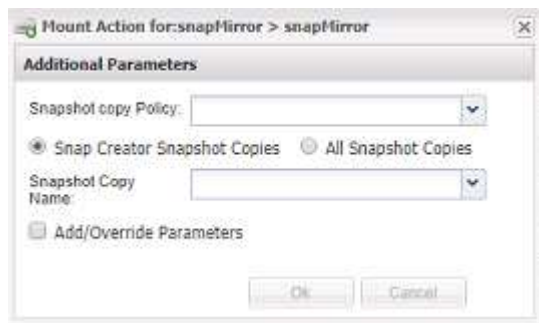 Mount Action for:snapMirror > snapMirror
Additional Parameters
Snapshot copy Policy:
Snap Creator Snapshot Copies All Snapshot Copies
Snapshot Copy
Name:
Add/Override Parameters
Ok Cancel